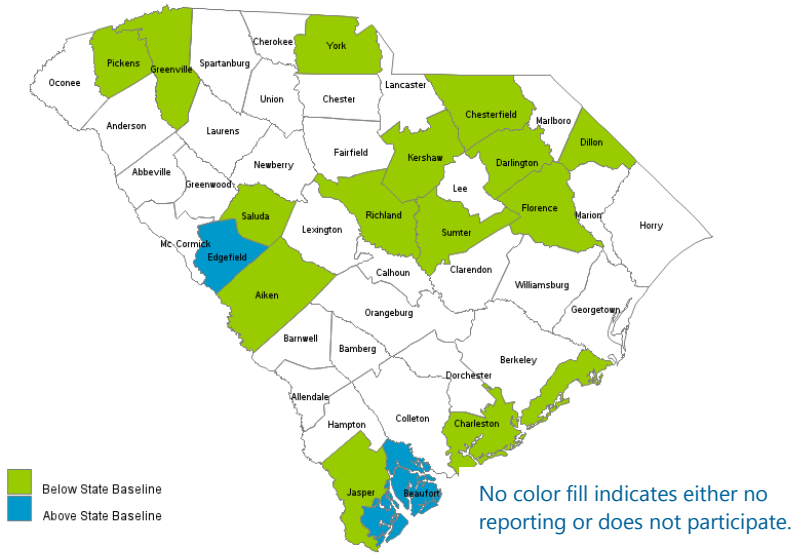 Cherokee
York
Spartanburg
Pickens
Greenville
Oconee
Lancaster
Union
Chester
Chesterfield
Marlboro
Anderson
Laurens
Dillon
Fairfield
Kershaw
Darlington
Newberry
Abbeville
Greenwood
Lee
Florence
Saluda
Richland
Marion
Horry
Lexington
Sumter
Mc Cormick
Edgefield
Calhoun
Clarendon
Williamsburg
Aiken
Orangeburg
Georgetown
Barnwell
Bamberg
Berkeley
Dorchester
Allendale
Colleton
Hampton
Charleston
Jasper
Beaufort
Below State Baseline
Above State Baseline
No color fill indicates either no
reporting or does not participate.